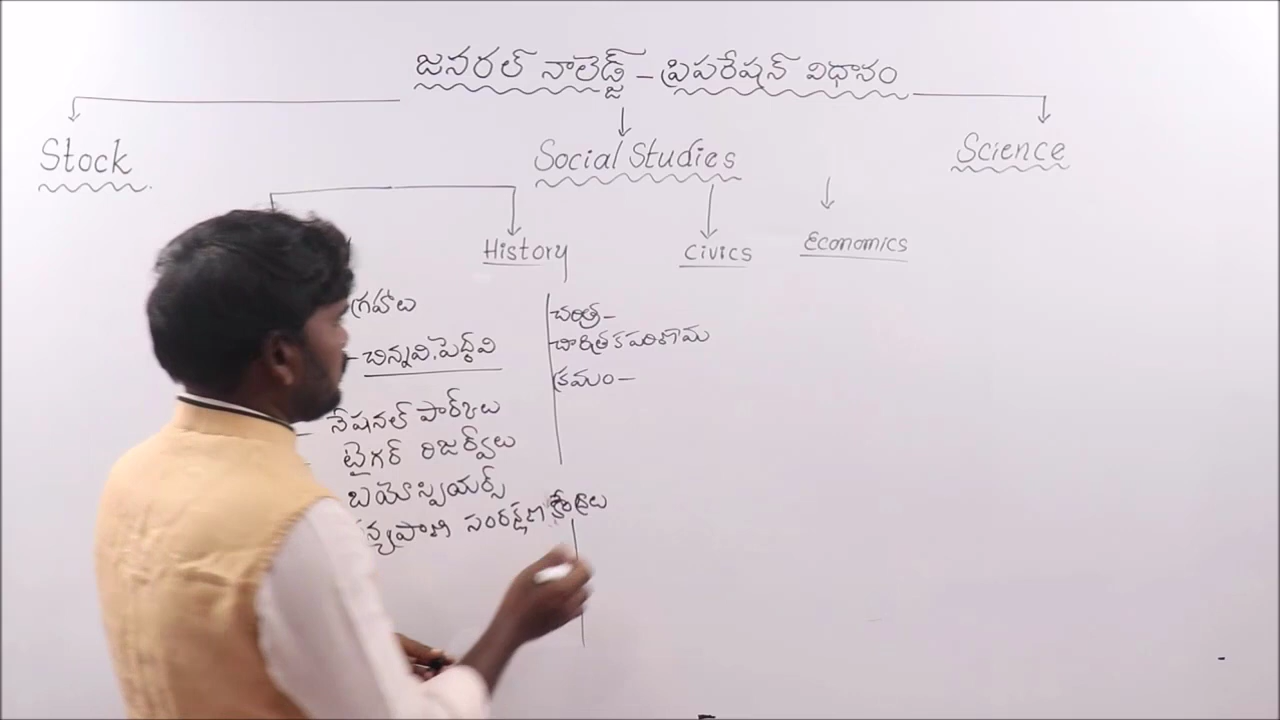 జనరల్ నాలెడ్జ్ - ప్రిపరేషన్ విధానం
Stock
Social Studies
Science
History
Civics
Economics
గ్రహాలు
- చిన్నవి, పెద్దవి
- నేషనల్ పార్క్‌లు
టైగర్ రిజర్వ్‌లు
బయోస్ఫియర్స్
సంరక్షణ కేంద్రాలు
చరిత్ర -
చారిత్రక పరిణామ
క్రమం -